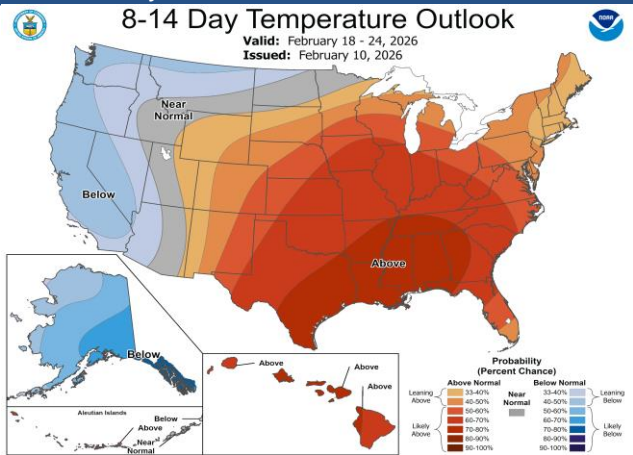 8-14 Day Temperature Outlook
Valid: February 18 - 24, 2026
Issued: February 10, 2026
NOAA
Near
Normal
Below
Above
Below
Aleutian Islands
Below
Above
Near
Normal
Above
Above
Above
Probability
(Percent Chance)
Above Normal
Near
Normal
Below Normal
Leaning
Above
Likely
Above
33-40%
40-50%
50-60%
60-70%
70-80%
80-90%
90-100%
33-40%
40-50%
50-60%
60-70%
70-80%
80-90%
90-100%
Leaning
Below
Likely
Below